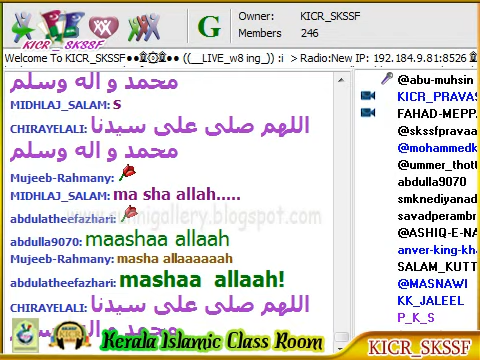 KICR_SKSSF
G
Owner: KICR_SKSSF
Members 246
Welcome To KICR_SKSSF●● ●● ((__LIVE_w8 ing_)) :i > Radio:New IP: 192.184.9.81:8526
محمد و اله وسلم
MIDHLAJ_SALAM: S
CHIRAYELALI: اللهم صلى على سيدنا
محمد و اله وسلم
Mujeeb-Rahmany:
MIDHLAJ_SALAM: ma sha allah.....
abdulatheefazhari:
abdulla9070: maashaa allaah
Mujeeb-Rahmany: masha allaaaaaah
abdulatheefazhari: mashaa allaah!
CHIRAYELALI: اللهم صلى على سيدنا
محمد و اله وسلم
@abu-muhsin
KICR_PRAVAS
FAHAD-MEPP
@skssfpravaa
@mohammedk
@ummer_thott
abdulla9070
smknediyanad
savadperambr
@ASHIQ-E-NA
anver-king-kha
SALAM_KUTT
@MASNAWI
KK_JALEEL
P_K_S
Kerala Islamic Class Room
KICR_SKSSF